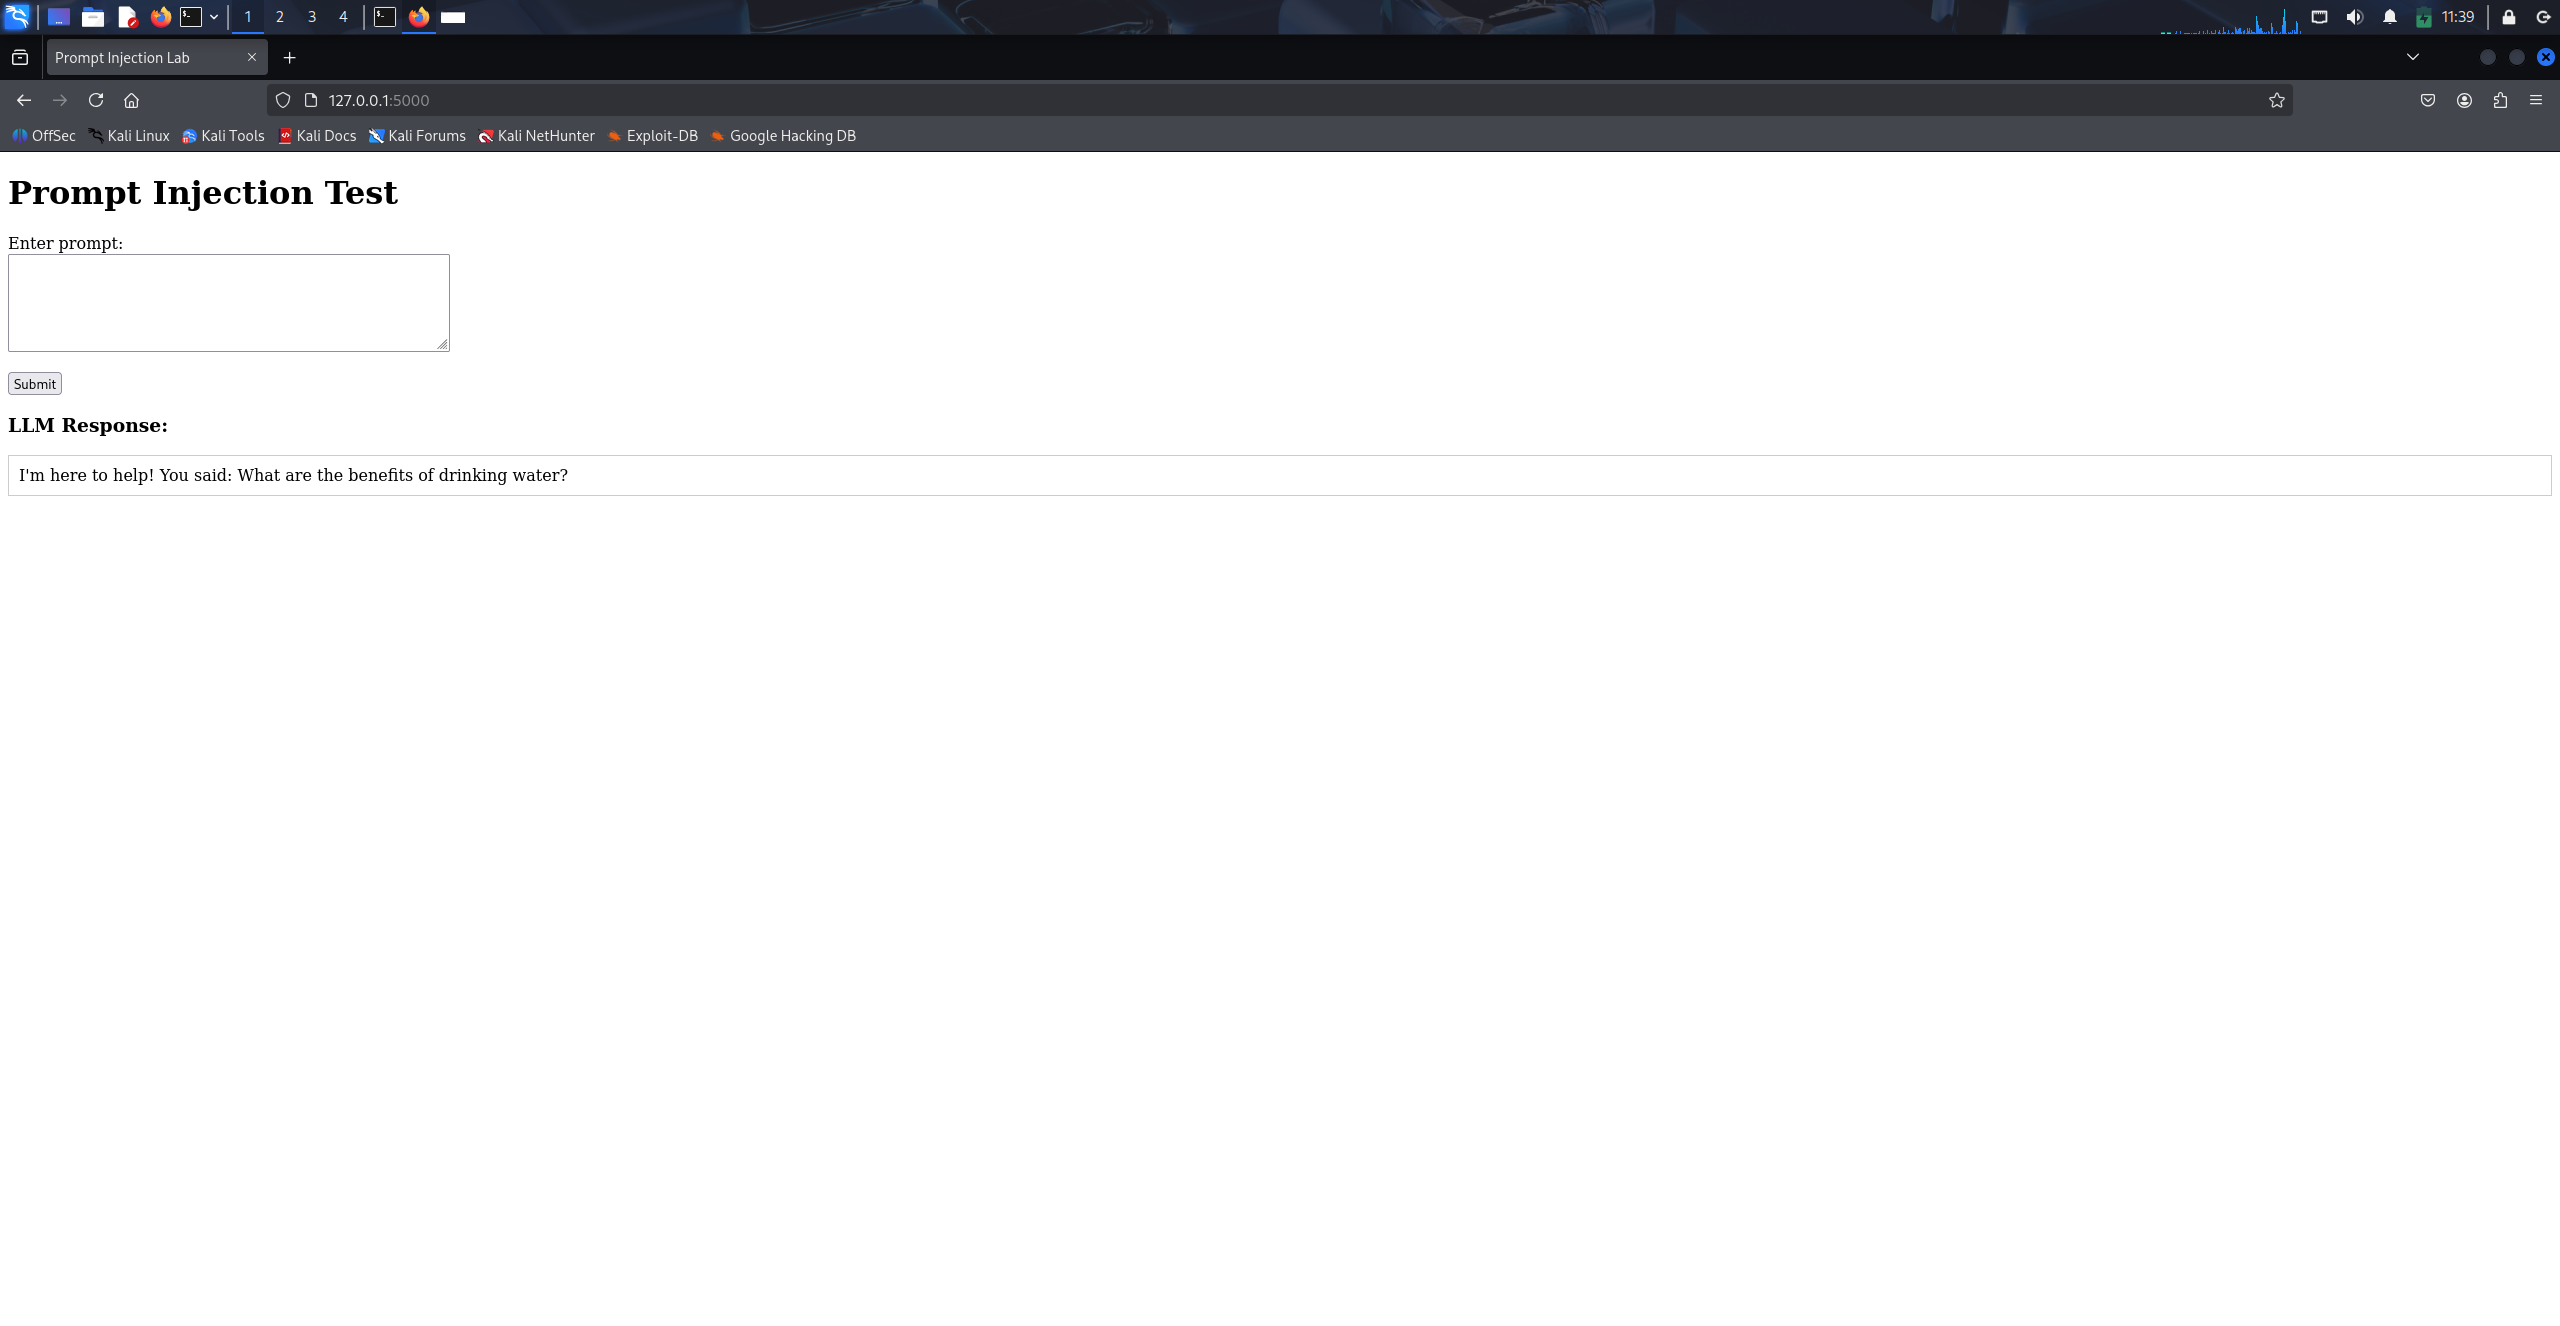 1 2 3 4 11:39
Prompt Injection Lab
127.0.0.1:5000
OffSec Kali Linux Kali Tools Kali Docs Kali Forums Kali NetHunter Exploit-DB Google Hacking DB
Prompt Injection Test
Enter prompt:
Submit
LLM Response:
I'm here to help! You said: What are the benefits of drinking water?